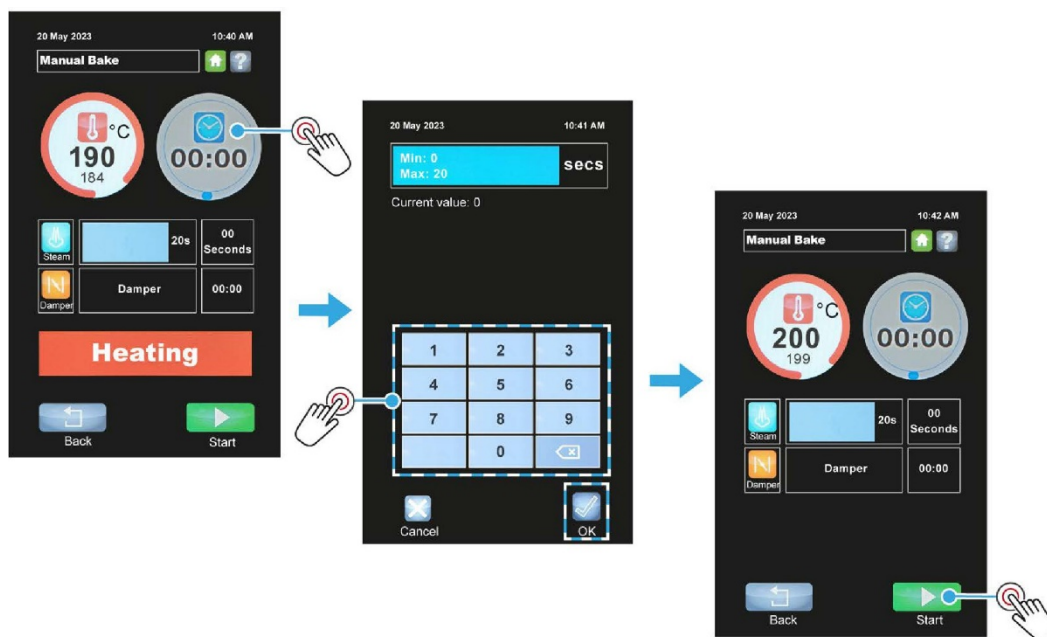 20 May 2023 10:40 AM
Manual Bake ?
°C
190
184
00:00
20s 00 Seconds
Steam
Damper 00:00
Damper
Heating
Back Start
20 May 2023 10:41 AM
Min: 0
Max: 20
secs
Current value: 0
1 2 3
4 5 6
7 8 9
0
Cancel OK
20 May 2023 10:42 AM
Manual Bake ?
°C
200
199
00:00
20s 00 Seconds
Steam
Damper 00:00
Damper
Back Start